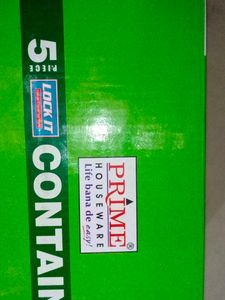 5 PIECE
LOCK IT
CONTAIN
PRIME®
HOUSEWARE
Life bana de easy!